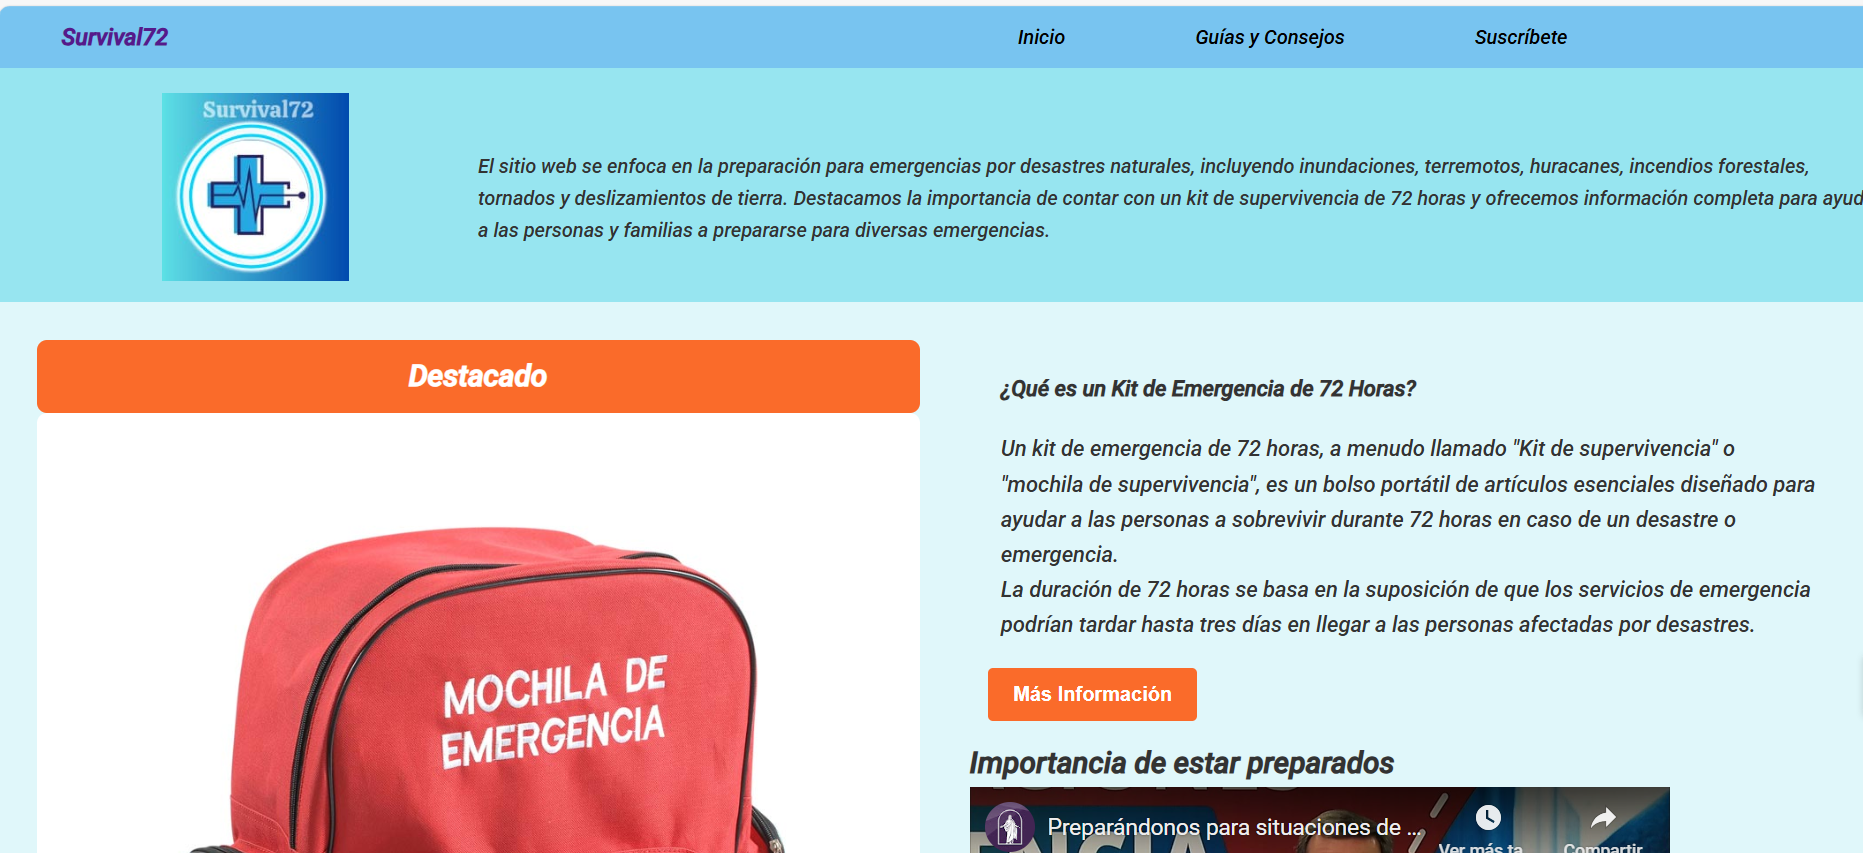 Survival72
Inicio
Guías y Consejos
Suscríbete
Survival72
El sitio web se enfoca en la preparación para emergencias por desastres naturales, incluyendo inundaciones, terremotos, huracanes, incendios forestales,
tornados y deslizamientos de tierra. Destacamos la importancia de contar con un kit de supervivencia de 72 horas y ofrecemos información completa para ayud
a las personas y familias a prepararse para diversas emergencias.
Destacado
MOCHILA DE
EMERGENCIA
¿Qué es un Kit de Emergencia de 72 Horas?
Un kit de emergencia de 72 horas, a menudo llamado "Kit de supervivencia" o
"mochila de supervivencia", es un bolso portátil de artículos esenciales diseñado para
ayudar a las personas a sobrevivir durante 72 horas en caso de un desastre o
emergencia.
La duración de 72 horas se basa en la suposición de que los servicios de emergencia
podrían tardar hasta tres días en llegar a las personas afectadas por desastres.
Más Información
Importancia de estar preparados
Preparándonos para situaciones de ...
Ver más ta
Compartir